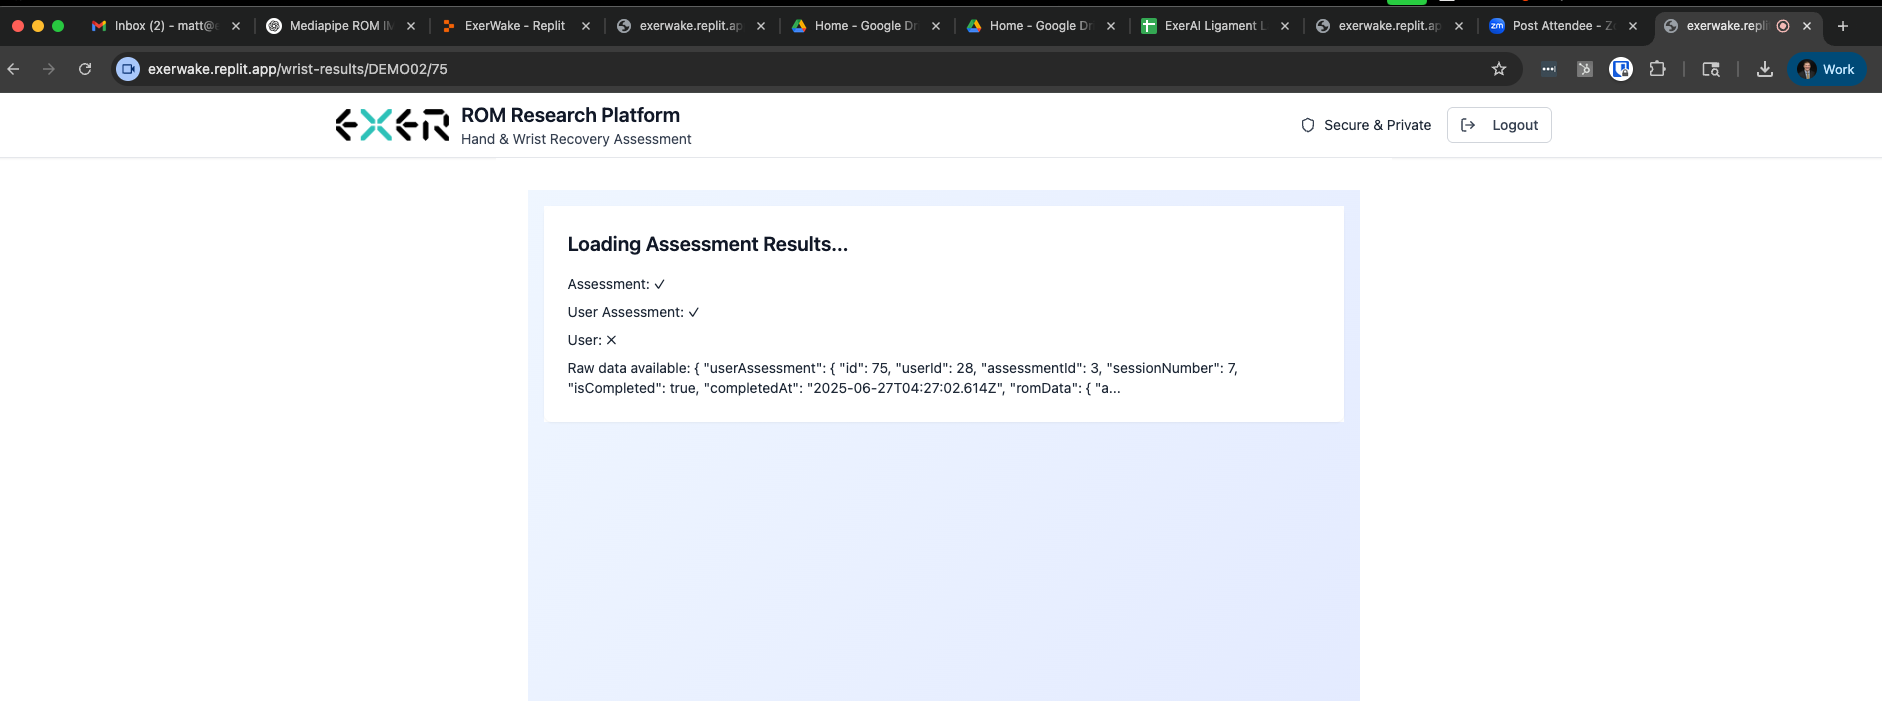 Inbox (2) - matt@e
Mediapipe ROM IM
ExerWake - Replit
exerwake.replit.ap
Home - Google Dr
Home - Google Dr
ExerAI Ligament L
exerwake.replit.ap
zm
Post Attendee - Z
exerwake.repli
exerwake.replit.app/wrist-results/DEMO02/75
Work
EXER
ROM Research Platform
Hand & Wrist Recovery Assessment
Secure & Private
Logout
Loading Assessment Results...
Assessment: ✓
User Assessment: ✓
User: ✕
Raw data available: { "userAssessment": { "id": 75, "userId": 28, "assessmentId": 3, "sessionNumber": 7,
"isCompleted": true, "completedAt": "2025-06-27T04:27:02.614Z", "romData": { "a...